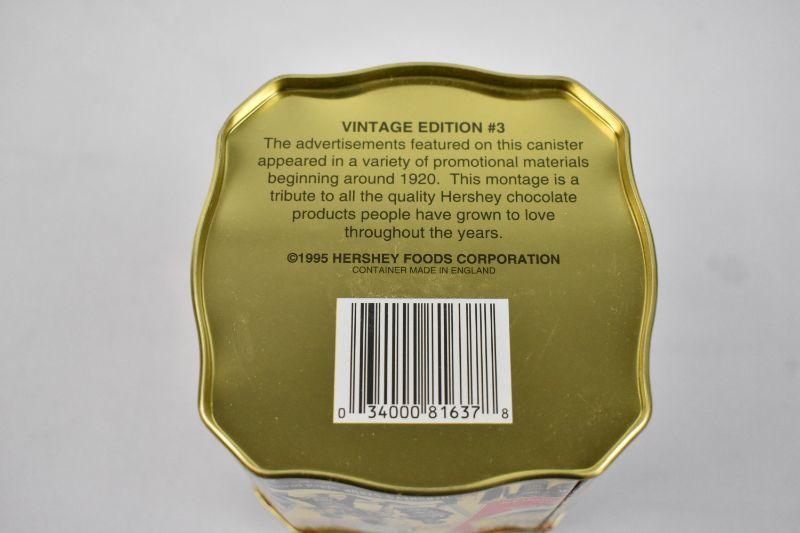 VINTAGE EDITION #3
The advertisements featured on this canister
appeared in a variety of promotional materials
beginning around 1920. This montage is a
tribute to all the quality Hershey chocolate
products people have grown to love
throughout the years.
©1995 HERSHEY FOODS CORPORATION
CONTAINER MADE IN ENGLAND
0 34000 81637 8